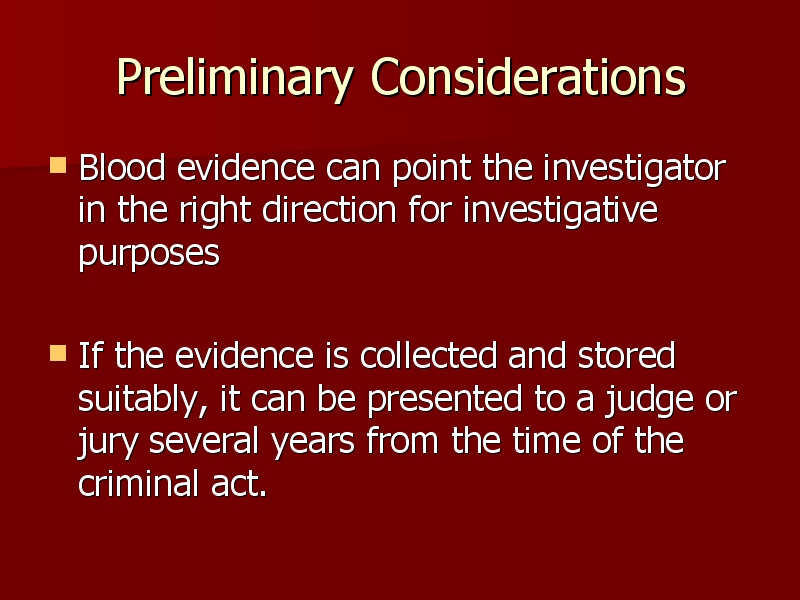 Preliminary Considerations
Blood evidence can point the investigator
in the right direction for investigative
purposes
If the evidence is collected and stored
suitably, it can be presented to a judge or
jury several years from the time of the
criminal act.